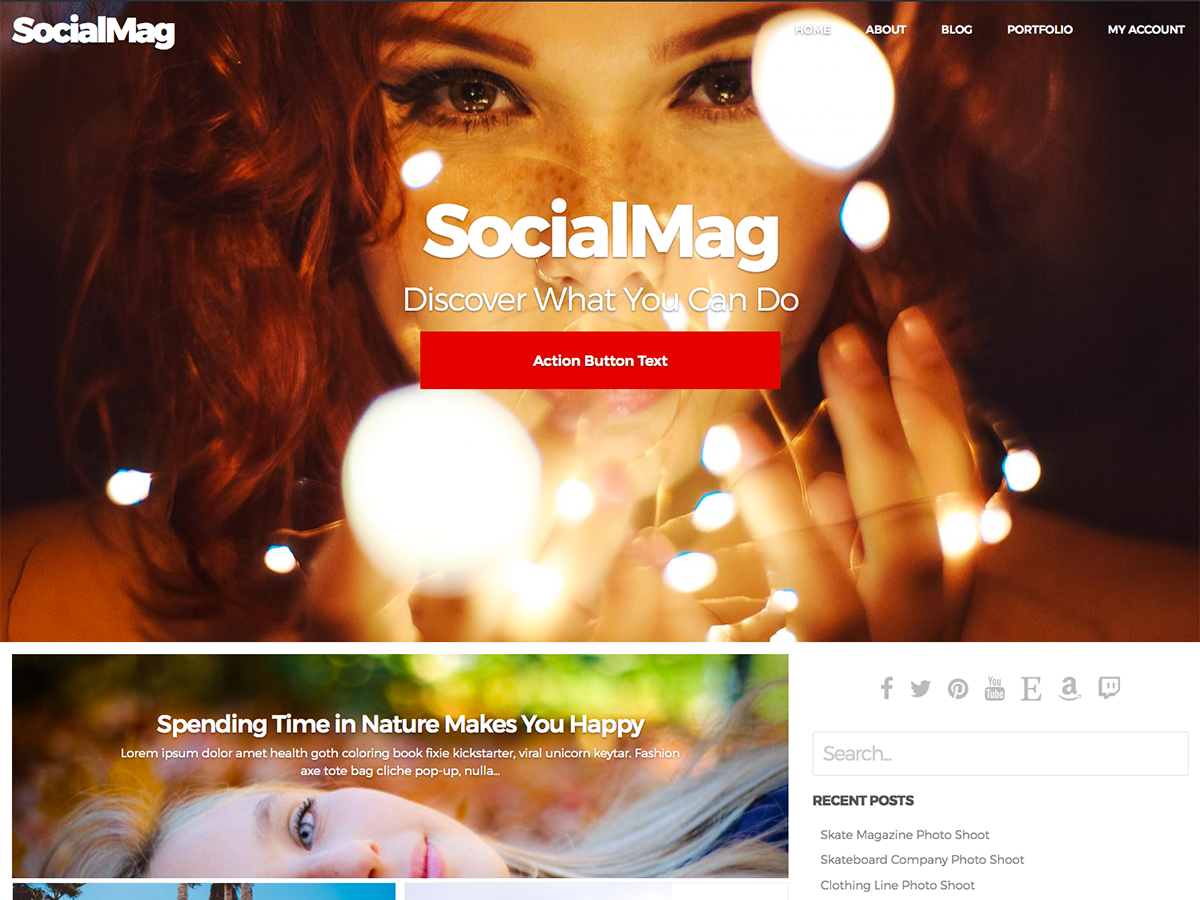 SocialMag
HOME ABOUT BLOG PORTFOLIO MY ACCOUNT
SocialMag
Discover What You Can Do
Action Button Text
Spending Time in Nature Makes You Happy
Lorem ipsum dolor amet health goth coloring book fixie kickstarter, viral unicorn keytar. Fashion
axe tote bag cliche pop-up, nulla...
You
Tube
Search...
RECENT POSTS
Skate Magazine Photo Shoot
Skateboard Company Photo Shoot
Clothing Line Photo Shoot